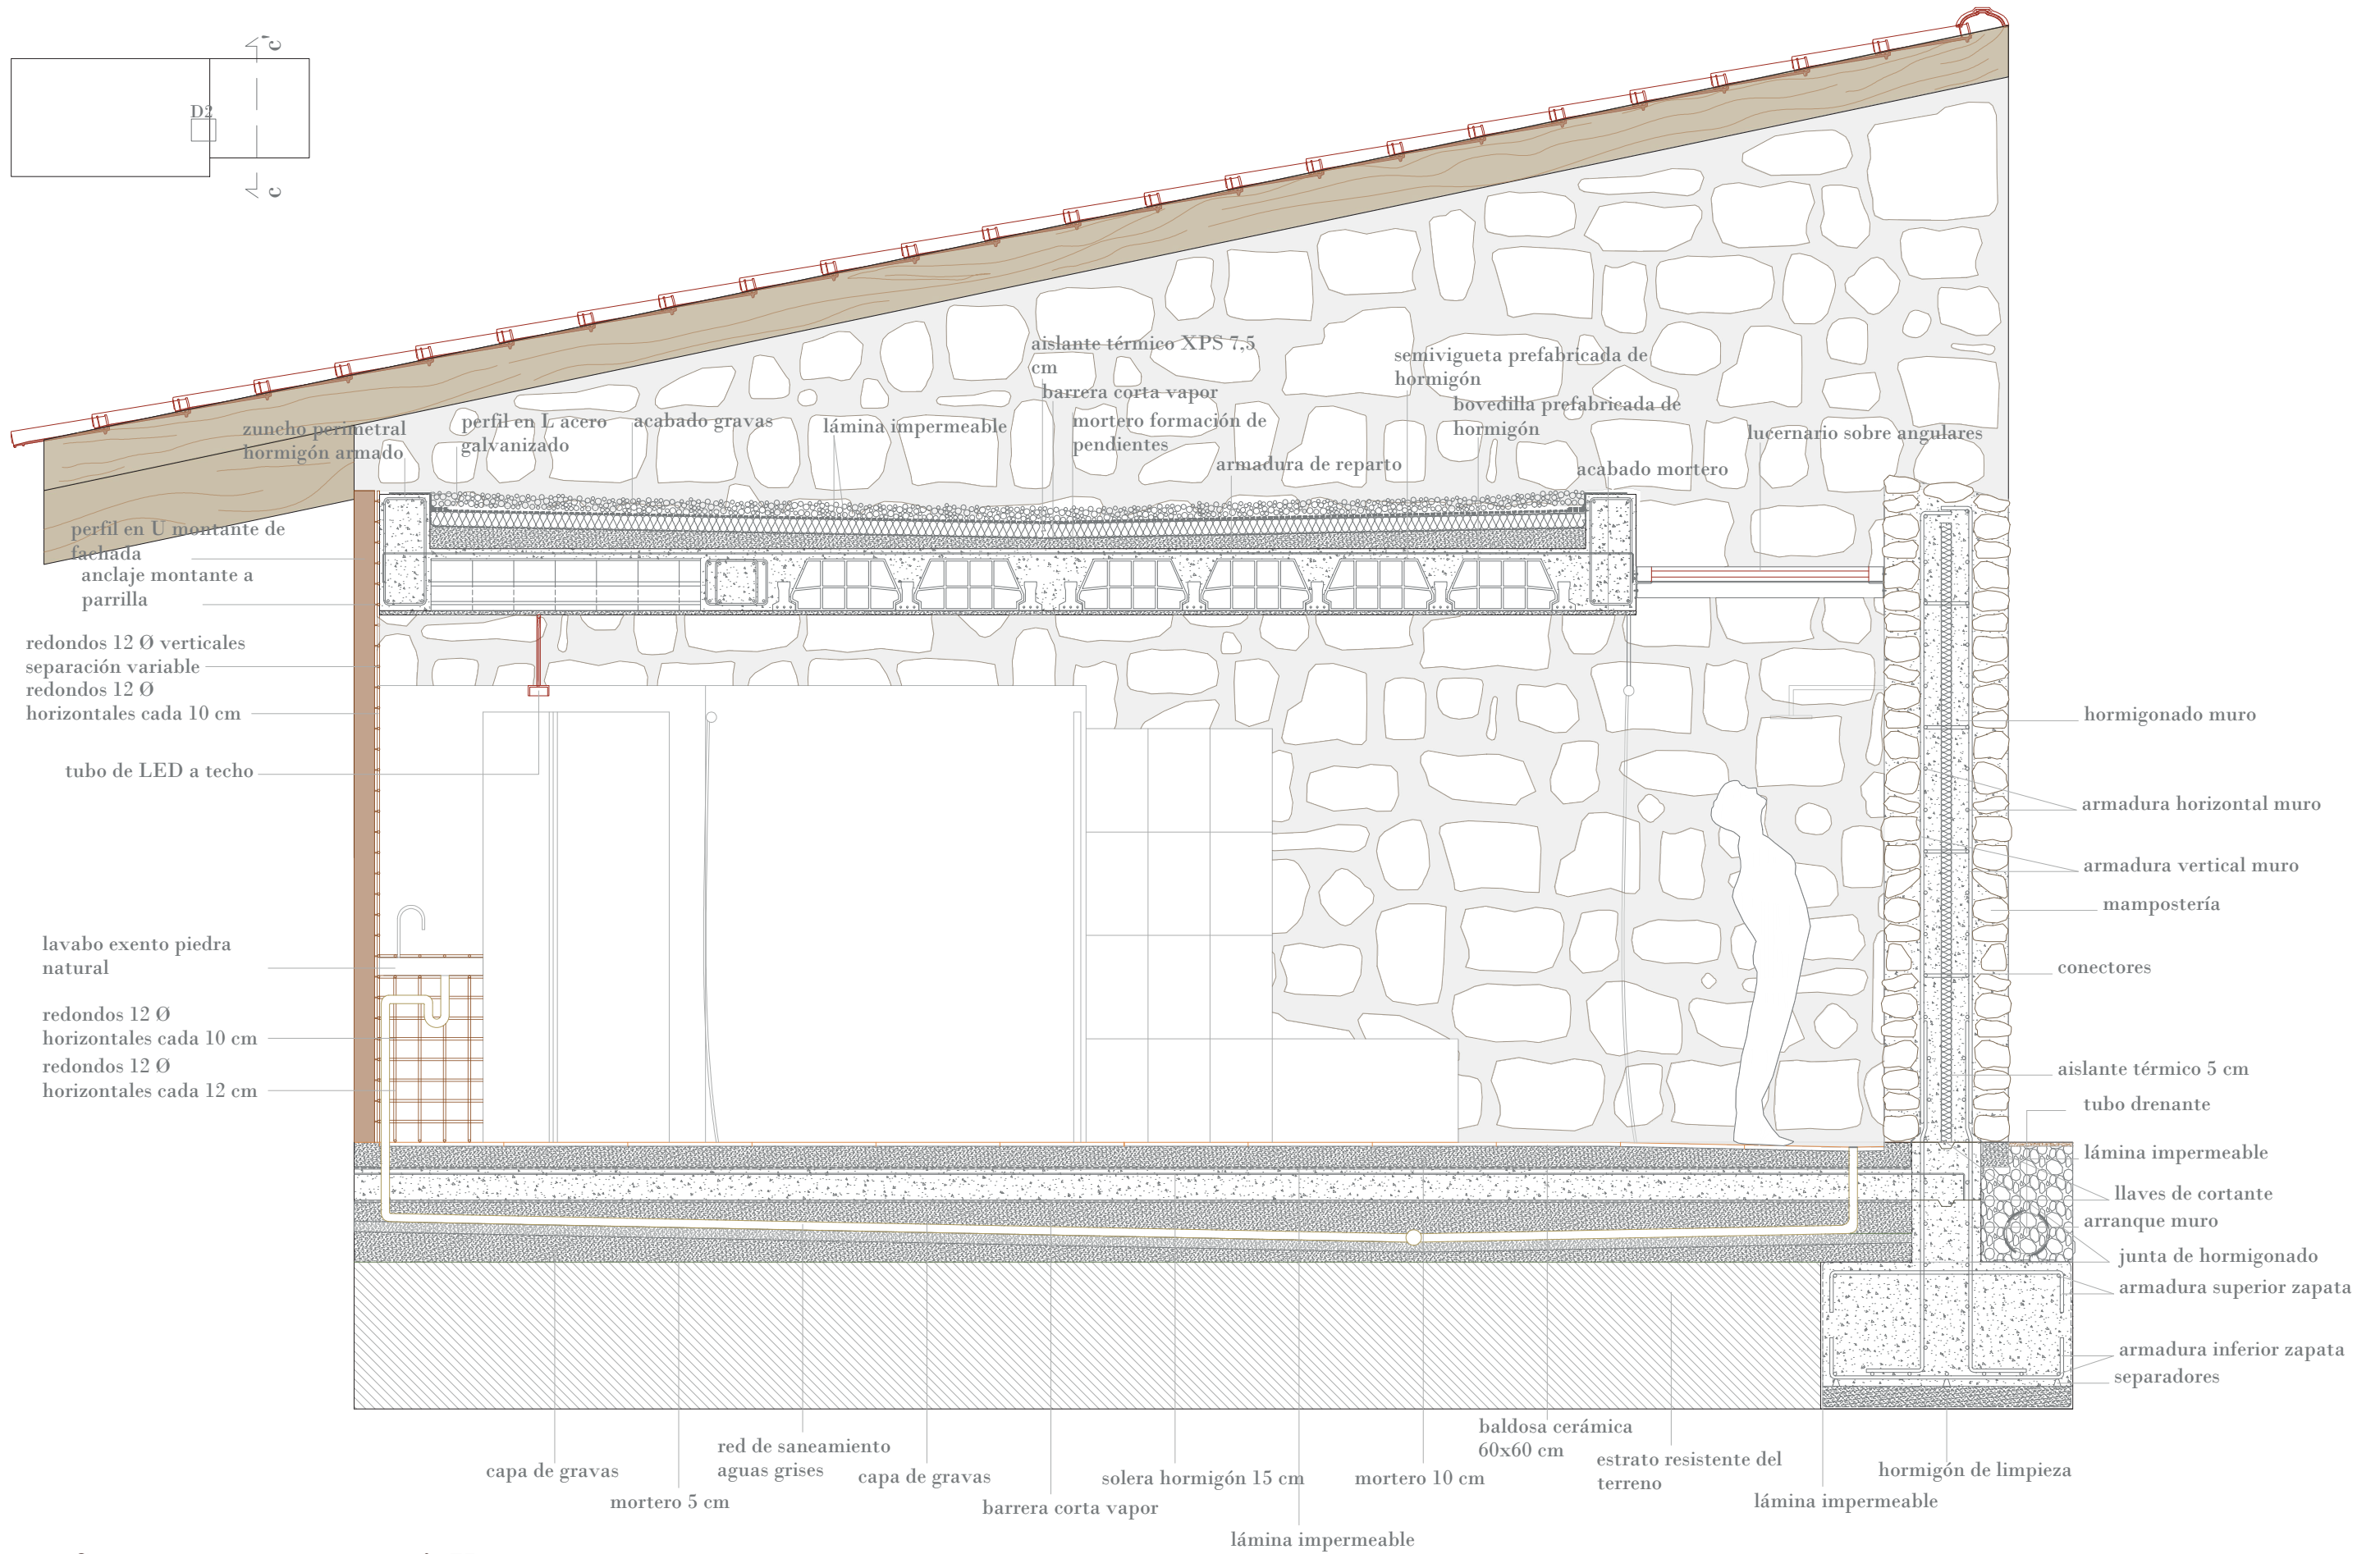 c'
D2
c
aislante térmico XPS 7,5
cm
barrera corta vapor
mortero formación de
pendientes
semivigueta prefabricada de
hormigón
bovedilla prefabricada de
hormigón
zuncho perimetral
hormigón armado
perfil en L acero
galvanizado
acabado gravas
lámina impermeable
armadura de reparto
acabado mortero
lucernario sobre angulares
perfil en U montante de
fachada
anclaje montante a
parrilla
redondos 12 Ø verticales
separación variable
redondos 12 Ø
horizontales cada 10 cm
tubo de LED a techo
lavabo exento piedra
natural
redondos 12 Ø
horizontales cada 10 cm
redondos 12 Ø
horizontales cada 12 cm
hormigonado muro
armadura horizontal muro
armadura vertical muro
mampostería
conectores
aislante térmico 5 cm
tubo drenante
lámina impermeable
llaves de cortante
arranque muro
junta de hormigonado
armadura superior zapata
armadura inferior zapata
separadores
capa de gravas
mortero 5 cm
red de saneamiento
aguas grises
capa de gravas
barrera corta vapor
solera hormigón 15 cm
lámina impermeable
mortero 10 cm
baldosa cerámica
60x60 cm
estrato resistente del
terreno
lámina impermeable
hormigón de limpieza